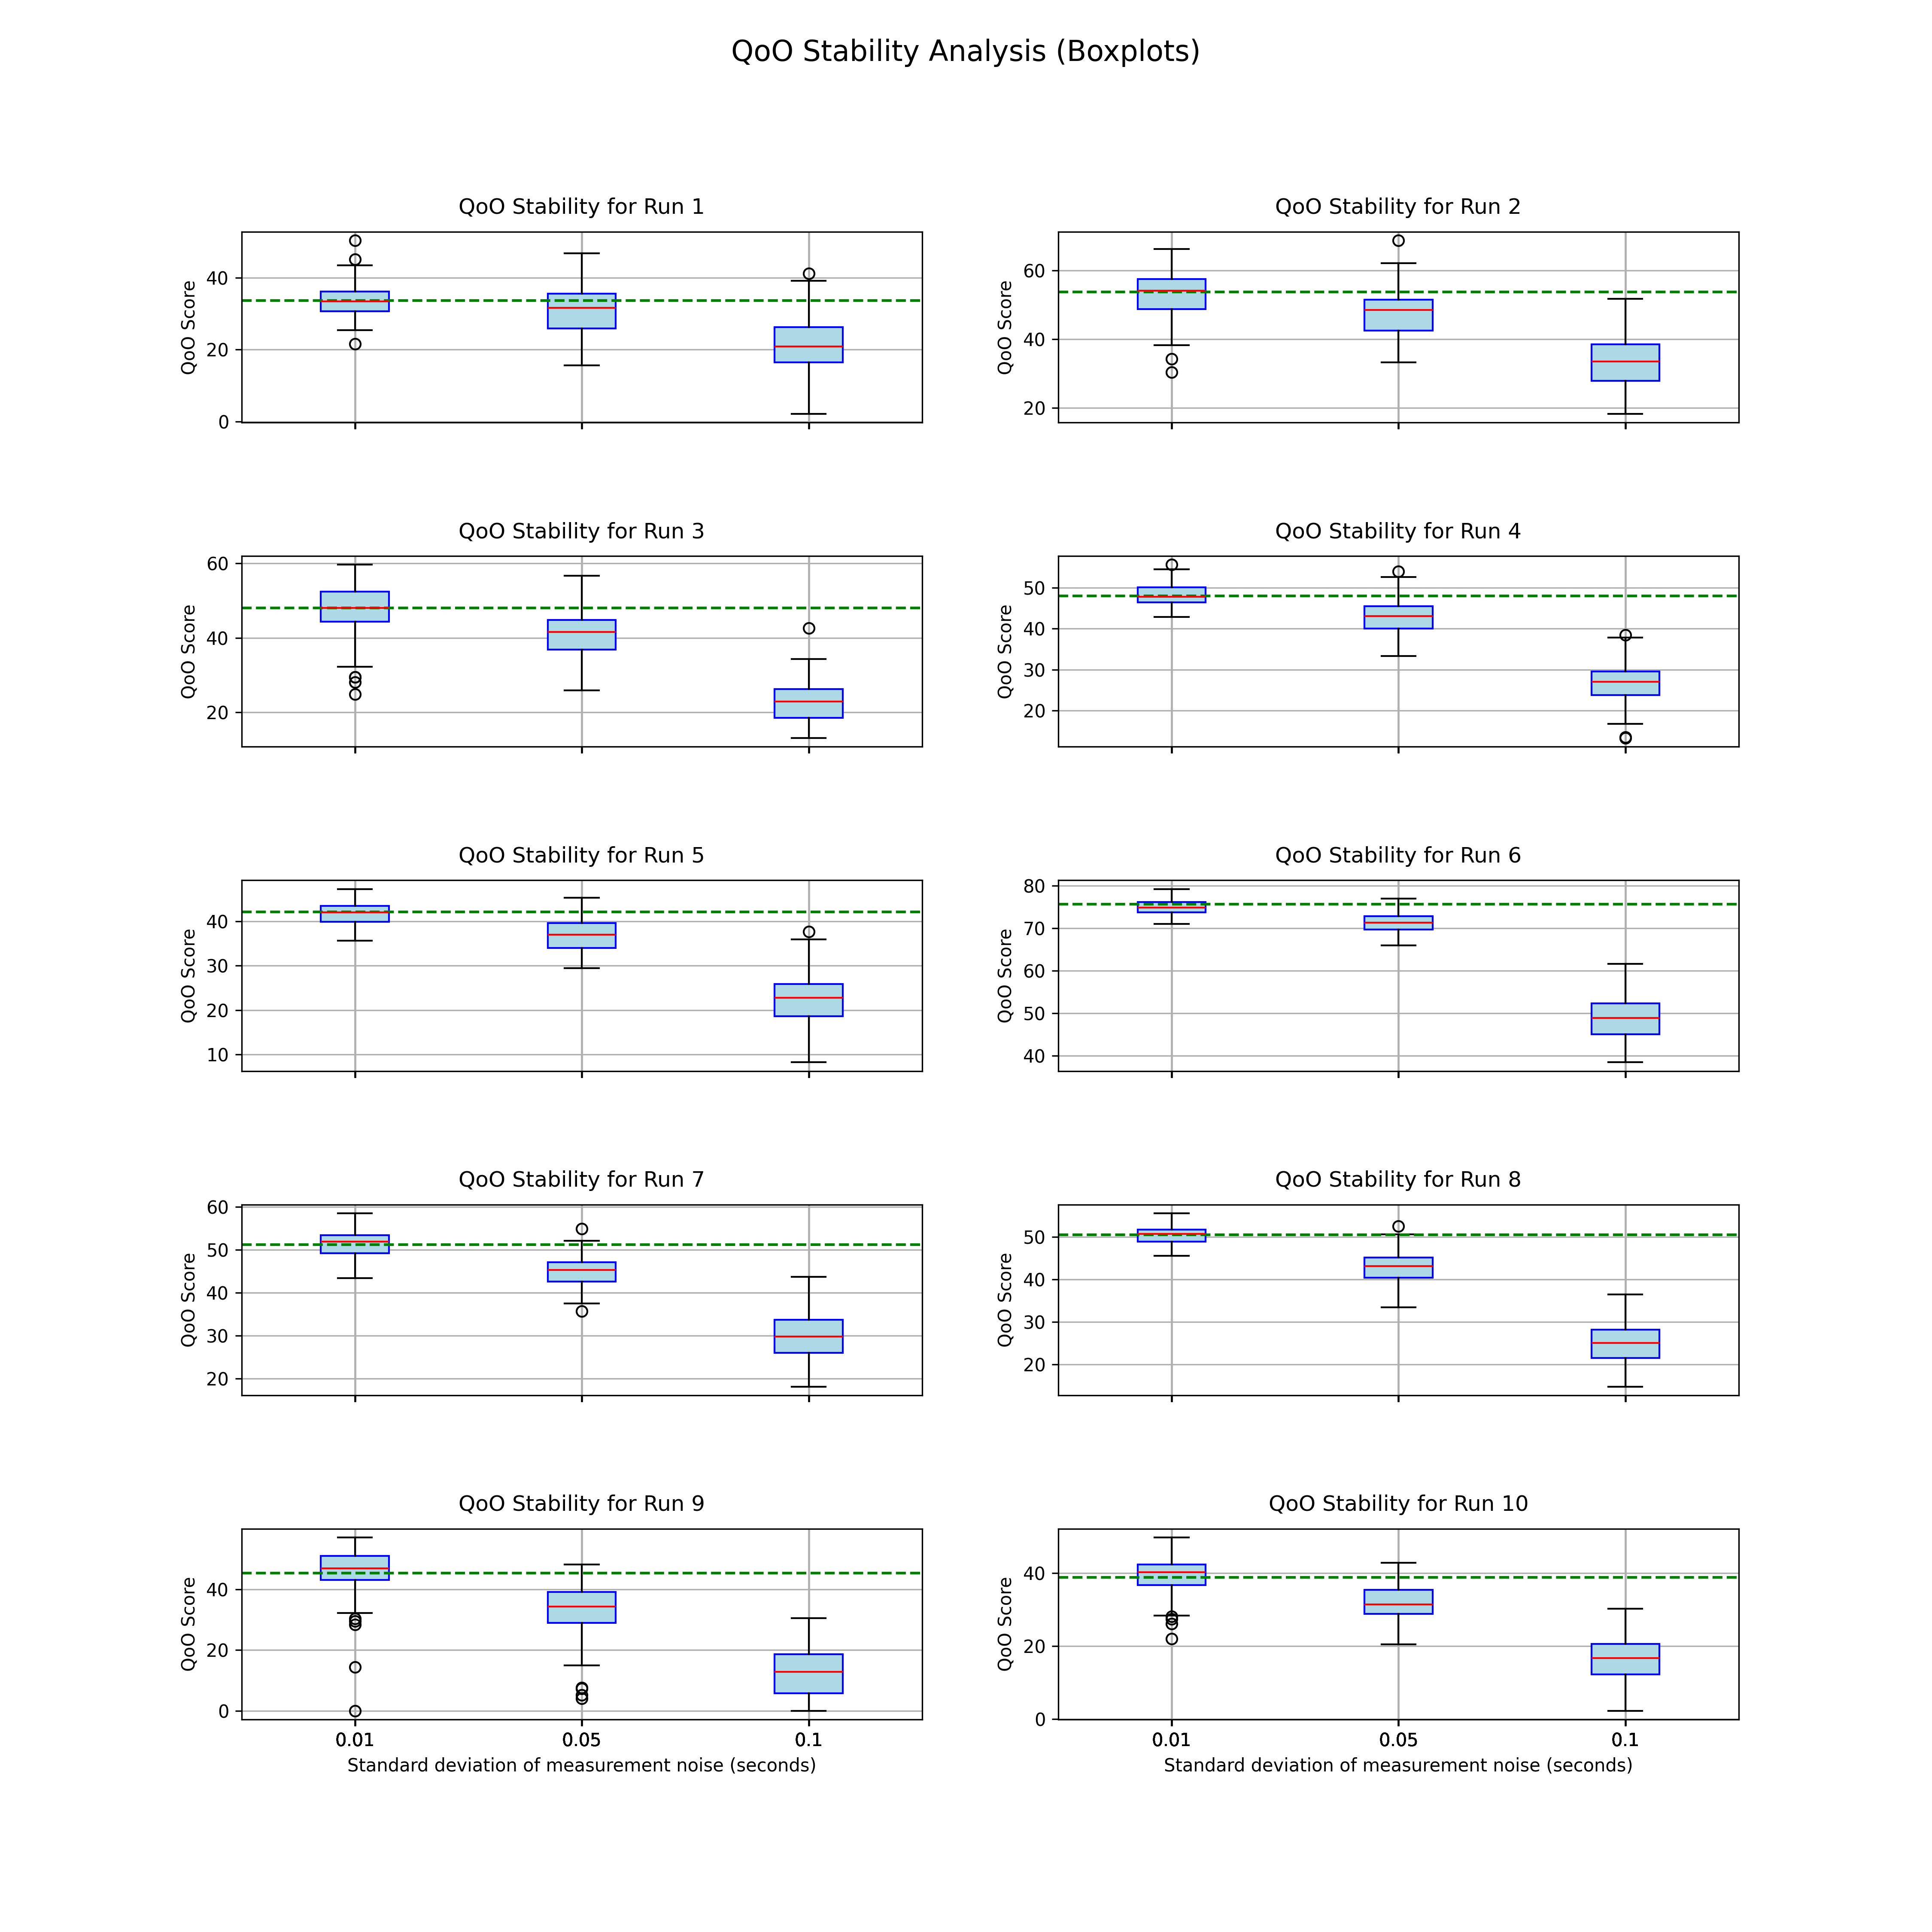 QoO Stability Analysis (Boxplots)
QoO Stability for Run 1
QoO Score
40
20
0
QoO Stability for Run 2
QoO Score
60
40
20
QoO Stability for Run 3
QoO Score
60
40
20
QoO Stability for Run 4
QoO Score
50
40
30
20
QoO Stability for Run 5
QoO Score
40
30
20
10
QoO Stability for Run 6
QoO Score
80
70
60
50
40
QoO Stability for Run 7
QoO Score
60
50
40
30
20
QoO Stability for Run 8
QoO Score
50
40
30
20
QoO Stability for Run 9
QoO Score
40
20
0
0.01 0.05 0.1
Standard deviation of measurement noise (seconds)
QoO Stability for Run 10
QoO Score
40
20
0
0.01 0.05 0.1
Standard deviation of measurement noise (seconds)